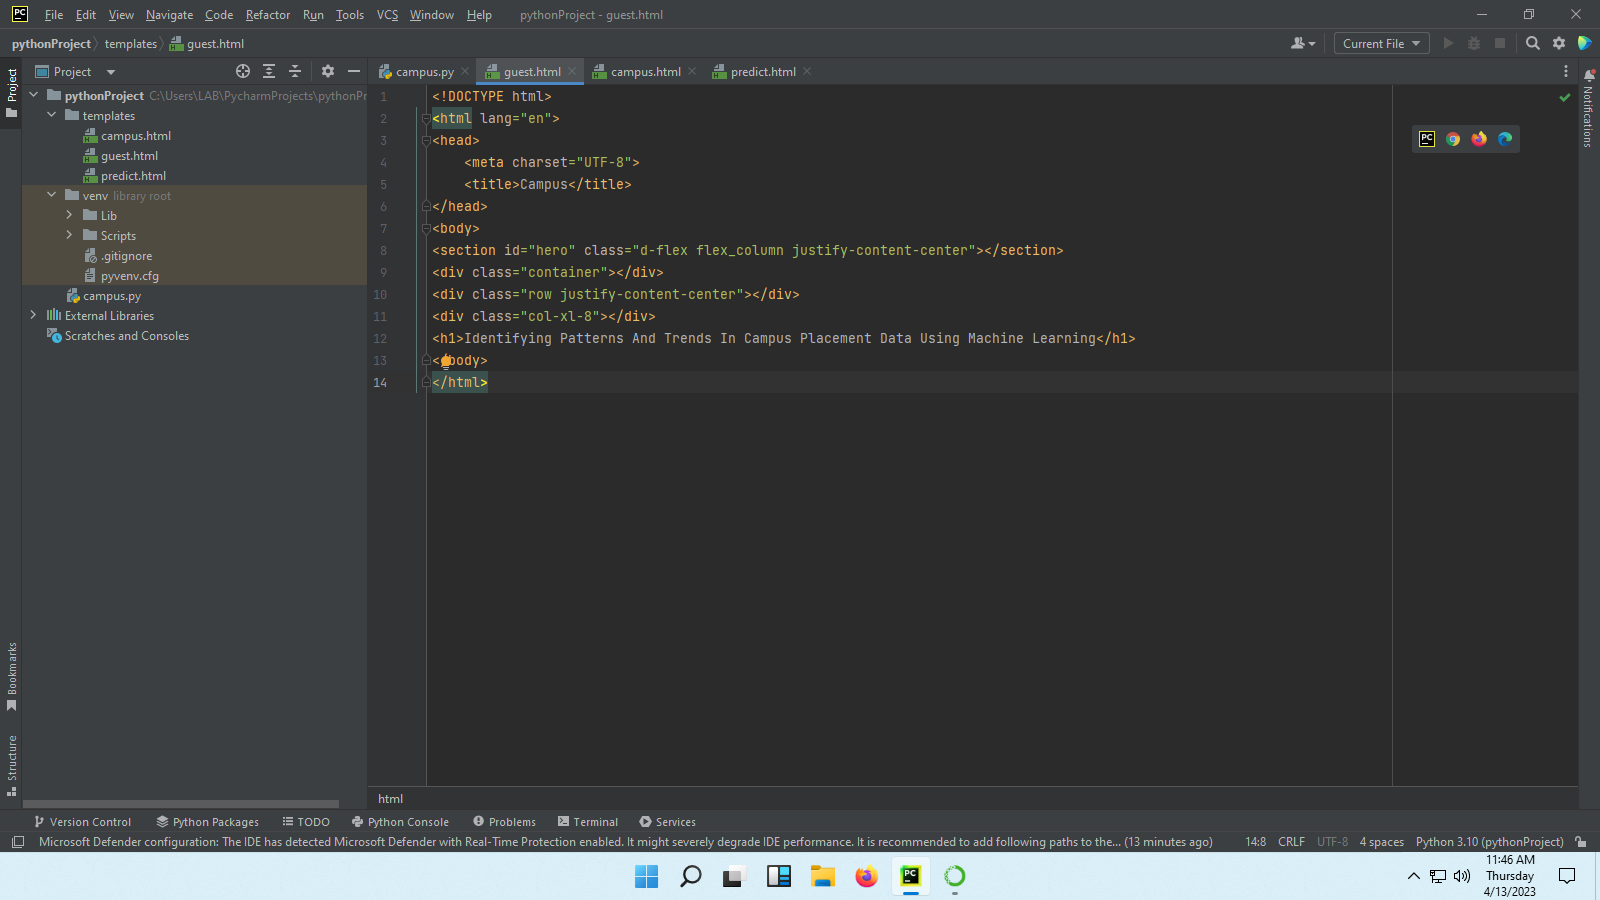 PC File Edit View Navigate Code Refactor Run Tools VCS Window Help pythonProject - guest.html
pythonProject templates guest.html Current File
Project campus.py guest.html campus.html predict.html
Project
Notifications
pythonProject C:\Users\LAB\PycharmProjects\pythonPr
templates
campus.html
guest.html
predict.html
venv library root
Lib
Scripts
.gitignore
pyvenv.cfg
campus.py
External Libraries
Scratches and Consoles
1 <!DOCTYPE html>
2 <html lang="en">
3 <head>
4 <meta charset="UTF-8">
5 <title>Campus</title>
6 </head>
7 <body>
8 <section id="hero" class="d-flex flex_column justify-content-center"></section>
9 <div class="container"></div>
10 <div class="row justify-content-center"></div>
11 <div class="col-xl-8"></div>
12 <h1>Identifying Patterns And Trends In Campus Placement Data Using Machine Learning</h1>
13 <body>
14 </html>
PC
Bookmarks
Structure
html
Version Control Python Packages TODO Python Console Problems Terminal Services
Microsoft Defender configuration: The IDE has detected Microsoft Defender with Real-Time Protection enabled. It might severely degrade IDE performance. It is recommended to add following paths to the... (13 minutes ago) 14:8 CRLF UTF-8 4 spaces Python 3.10 (pythonProject)
PC
11:46 AM
Thursday
4/13/2023